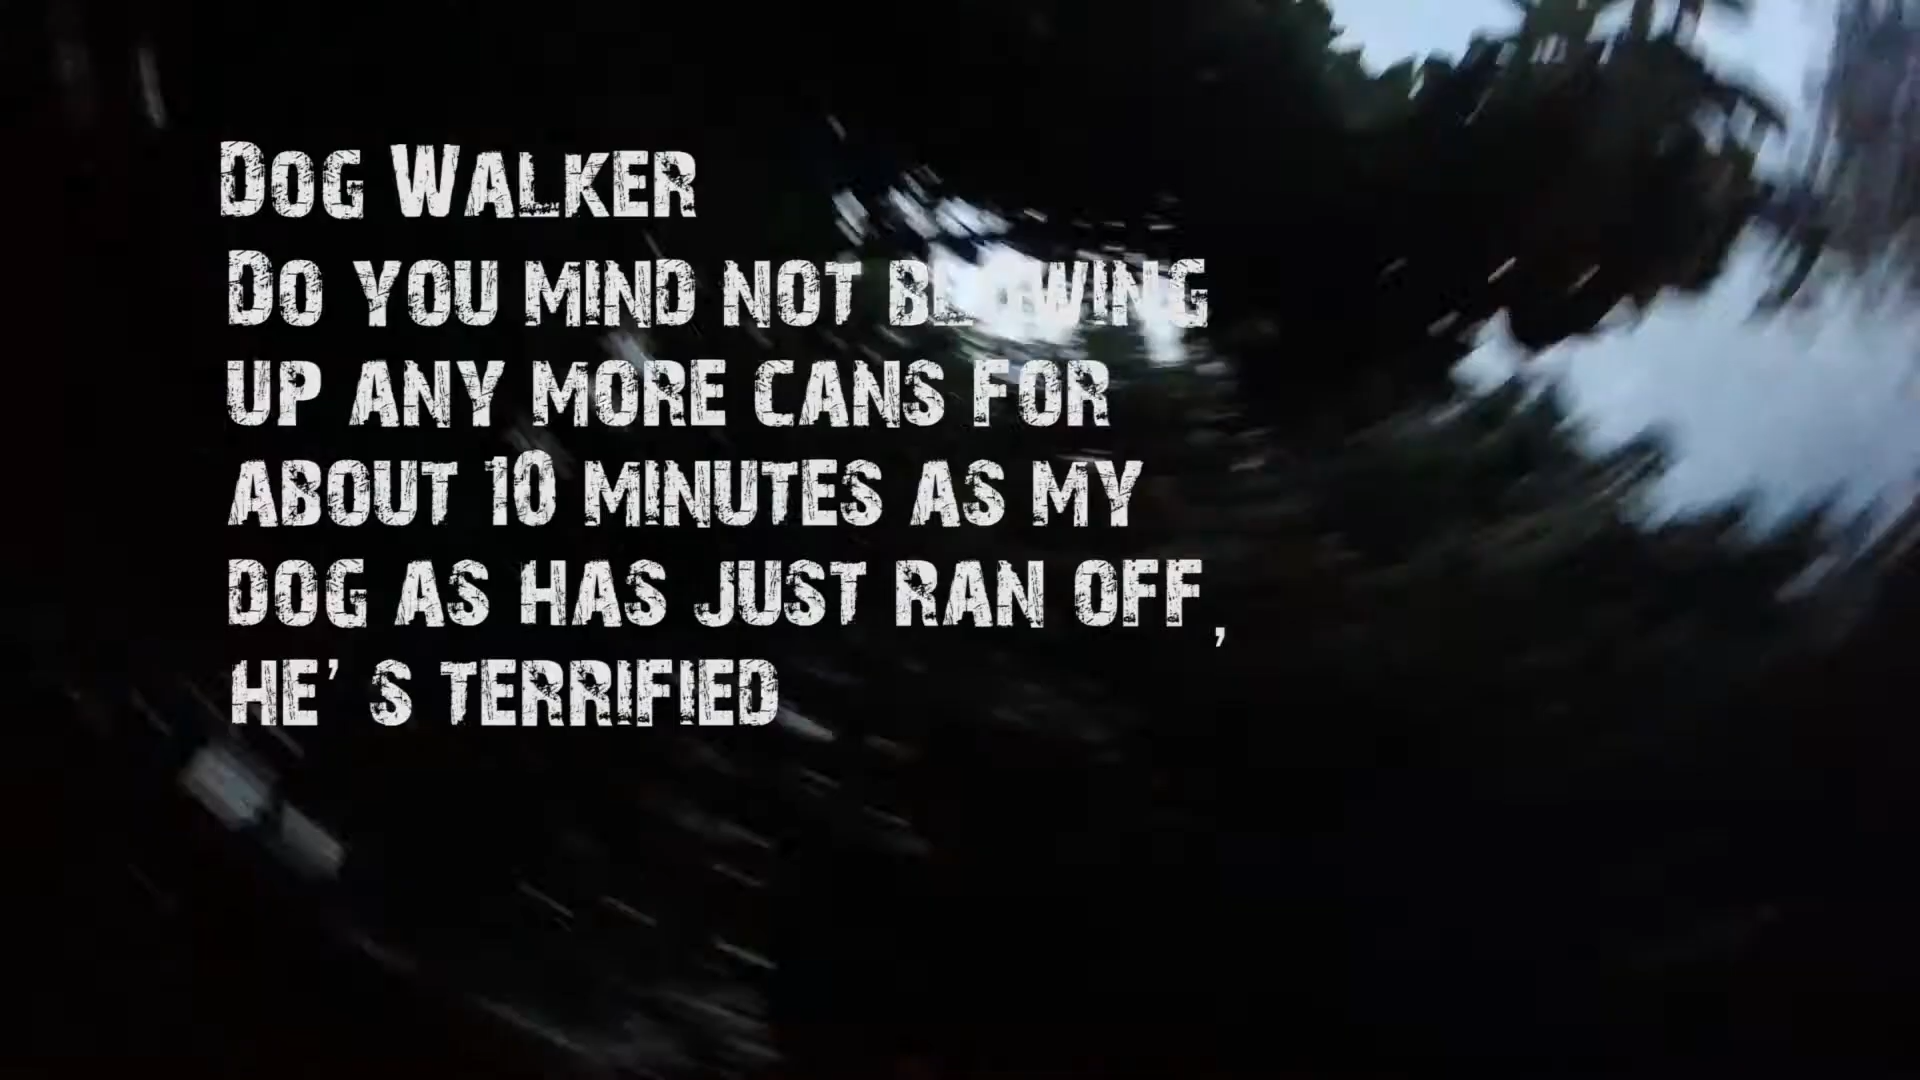 Dog Walker
Do you mind not blowing
up any more cans for
about 10 minutes as my
dog as has just ran off,
he's terrified